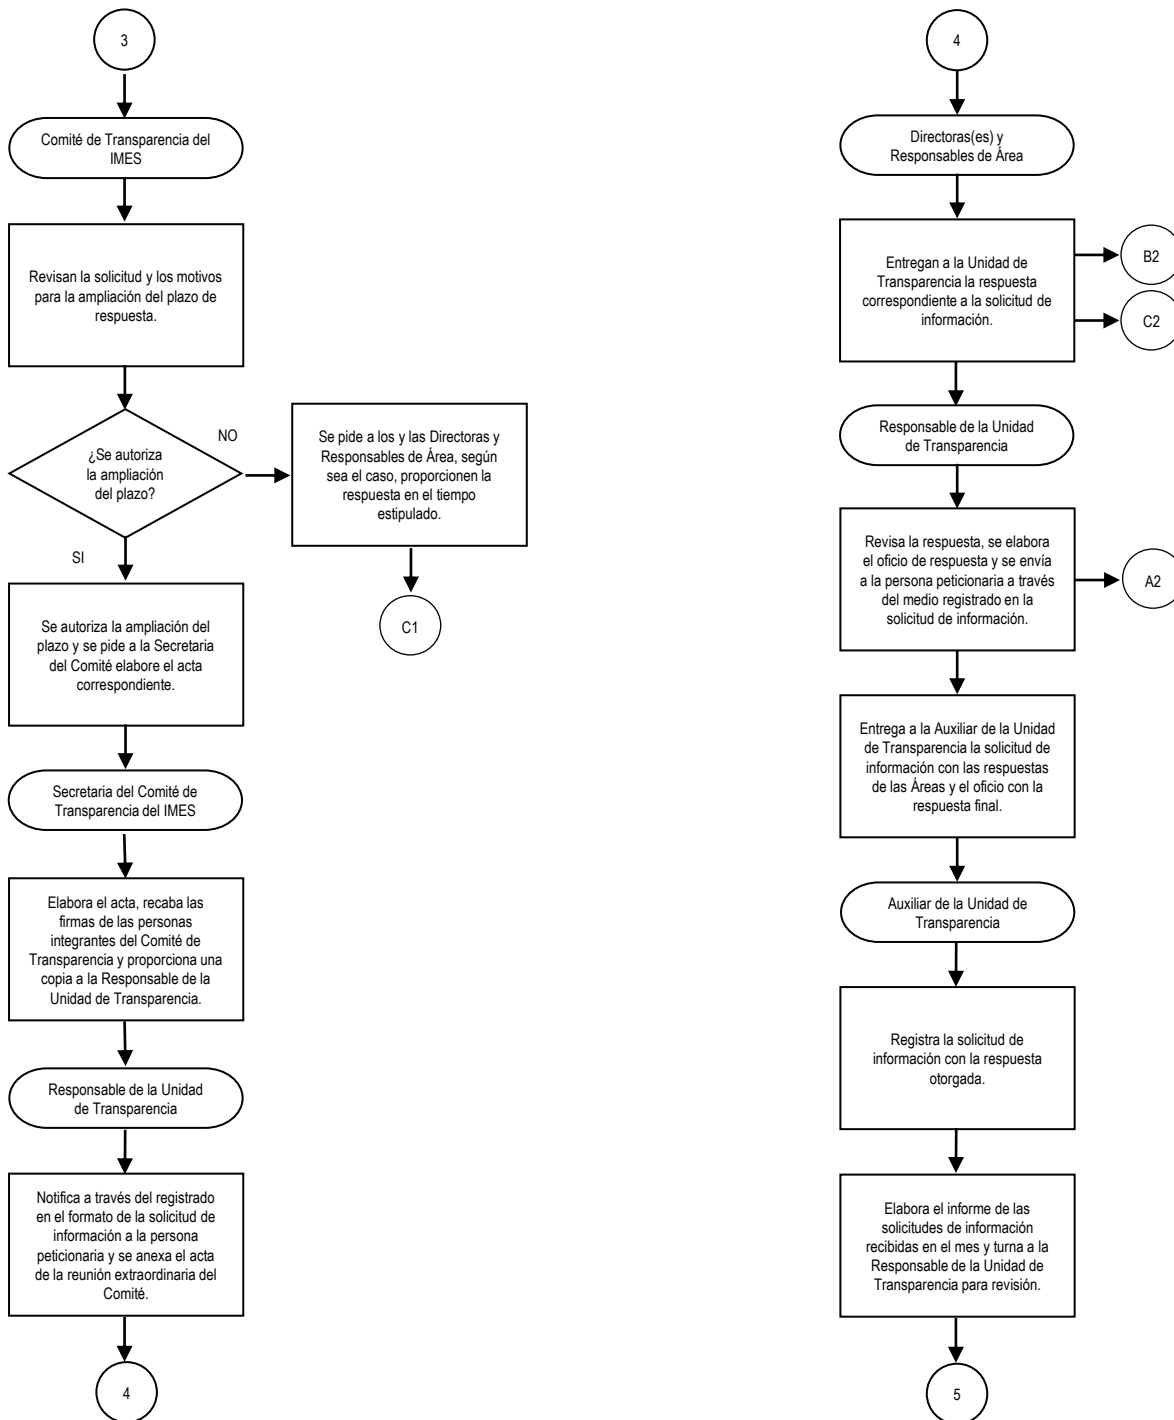 3
Comité de Transparencia del
IMES
Revisan la solicitud y los motivos
para la ampliación del plazo de
respuesta.
¿Se autoriza
la ampliación
del plazo?
NO
Se pide a los y las Directoras y
Responsables de Área, según
sea el caso, proporcionen la
respuesta en el tiempo
estipulado.
C1
SI
Se autoriza la ampliación del
plazo y se pide a la Secretaria
del Comité elabore el acta
correspondiente.
Secretaria del Comité de
Transparencia del IMES
Elabora el acta, recaba las
firmas de las personas
integrantes del Comité de
Transparencia y proporciona una
copia a la Responsable de la
Unidad de Transparencia.
Responsable de la Unidad
de Transparencia
Notifica a través del registrado
en el formato de la solicitud de
información a la persona
peticionaria y se anexa el acta
de la reunión extraordinaria del
Comité.
4
4
Directoras(es) y
Responsables de Área
Entregan a la Unidad de
Transparencia la respuesta
correspondiente a la solicitud de
información.
B2
C2
Responsable de la Unidad
de Transparencia
Revisa la respuesta, se elabora
el oficio de respuesta y se envía
a la persona peticionaria a través
del medio registrado en la
solicitud de información.
A2
Entrega a la Auxiliar de la Unidad
de Transparencia la solicitud de
información con las respuestas
de las Áreas y el oficio con la
respuesta final.
Auxiliar de la Unidad de
Transparencia
Registra la solicitud de
información con la respuesta
otorgada.
Elabora el informe de las
solicitudes de información
recibidas en el mes y turna a la
Responsable de la Unidad de
Transparencia para revisión.
5